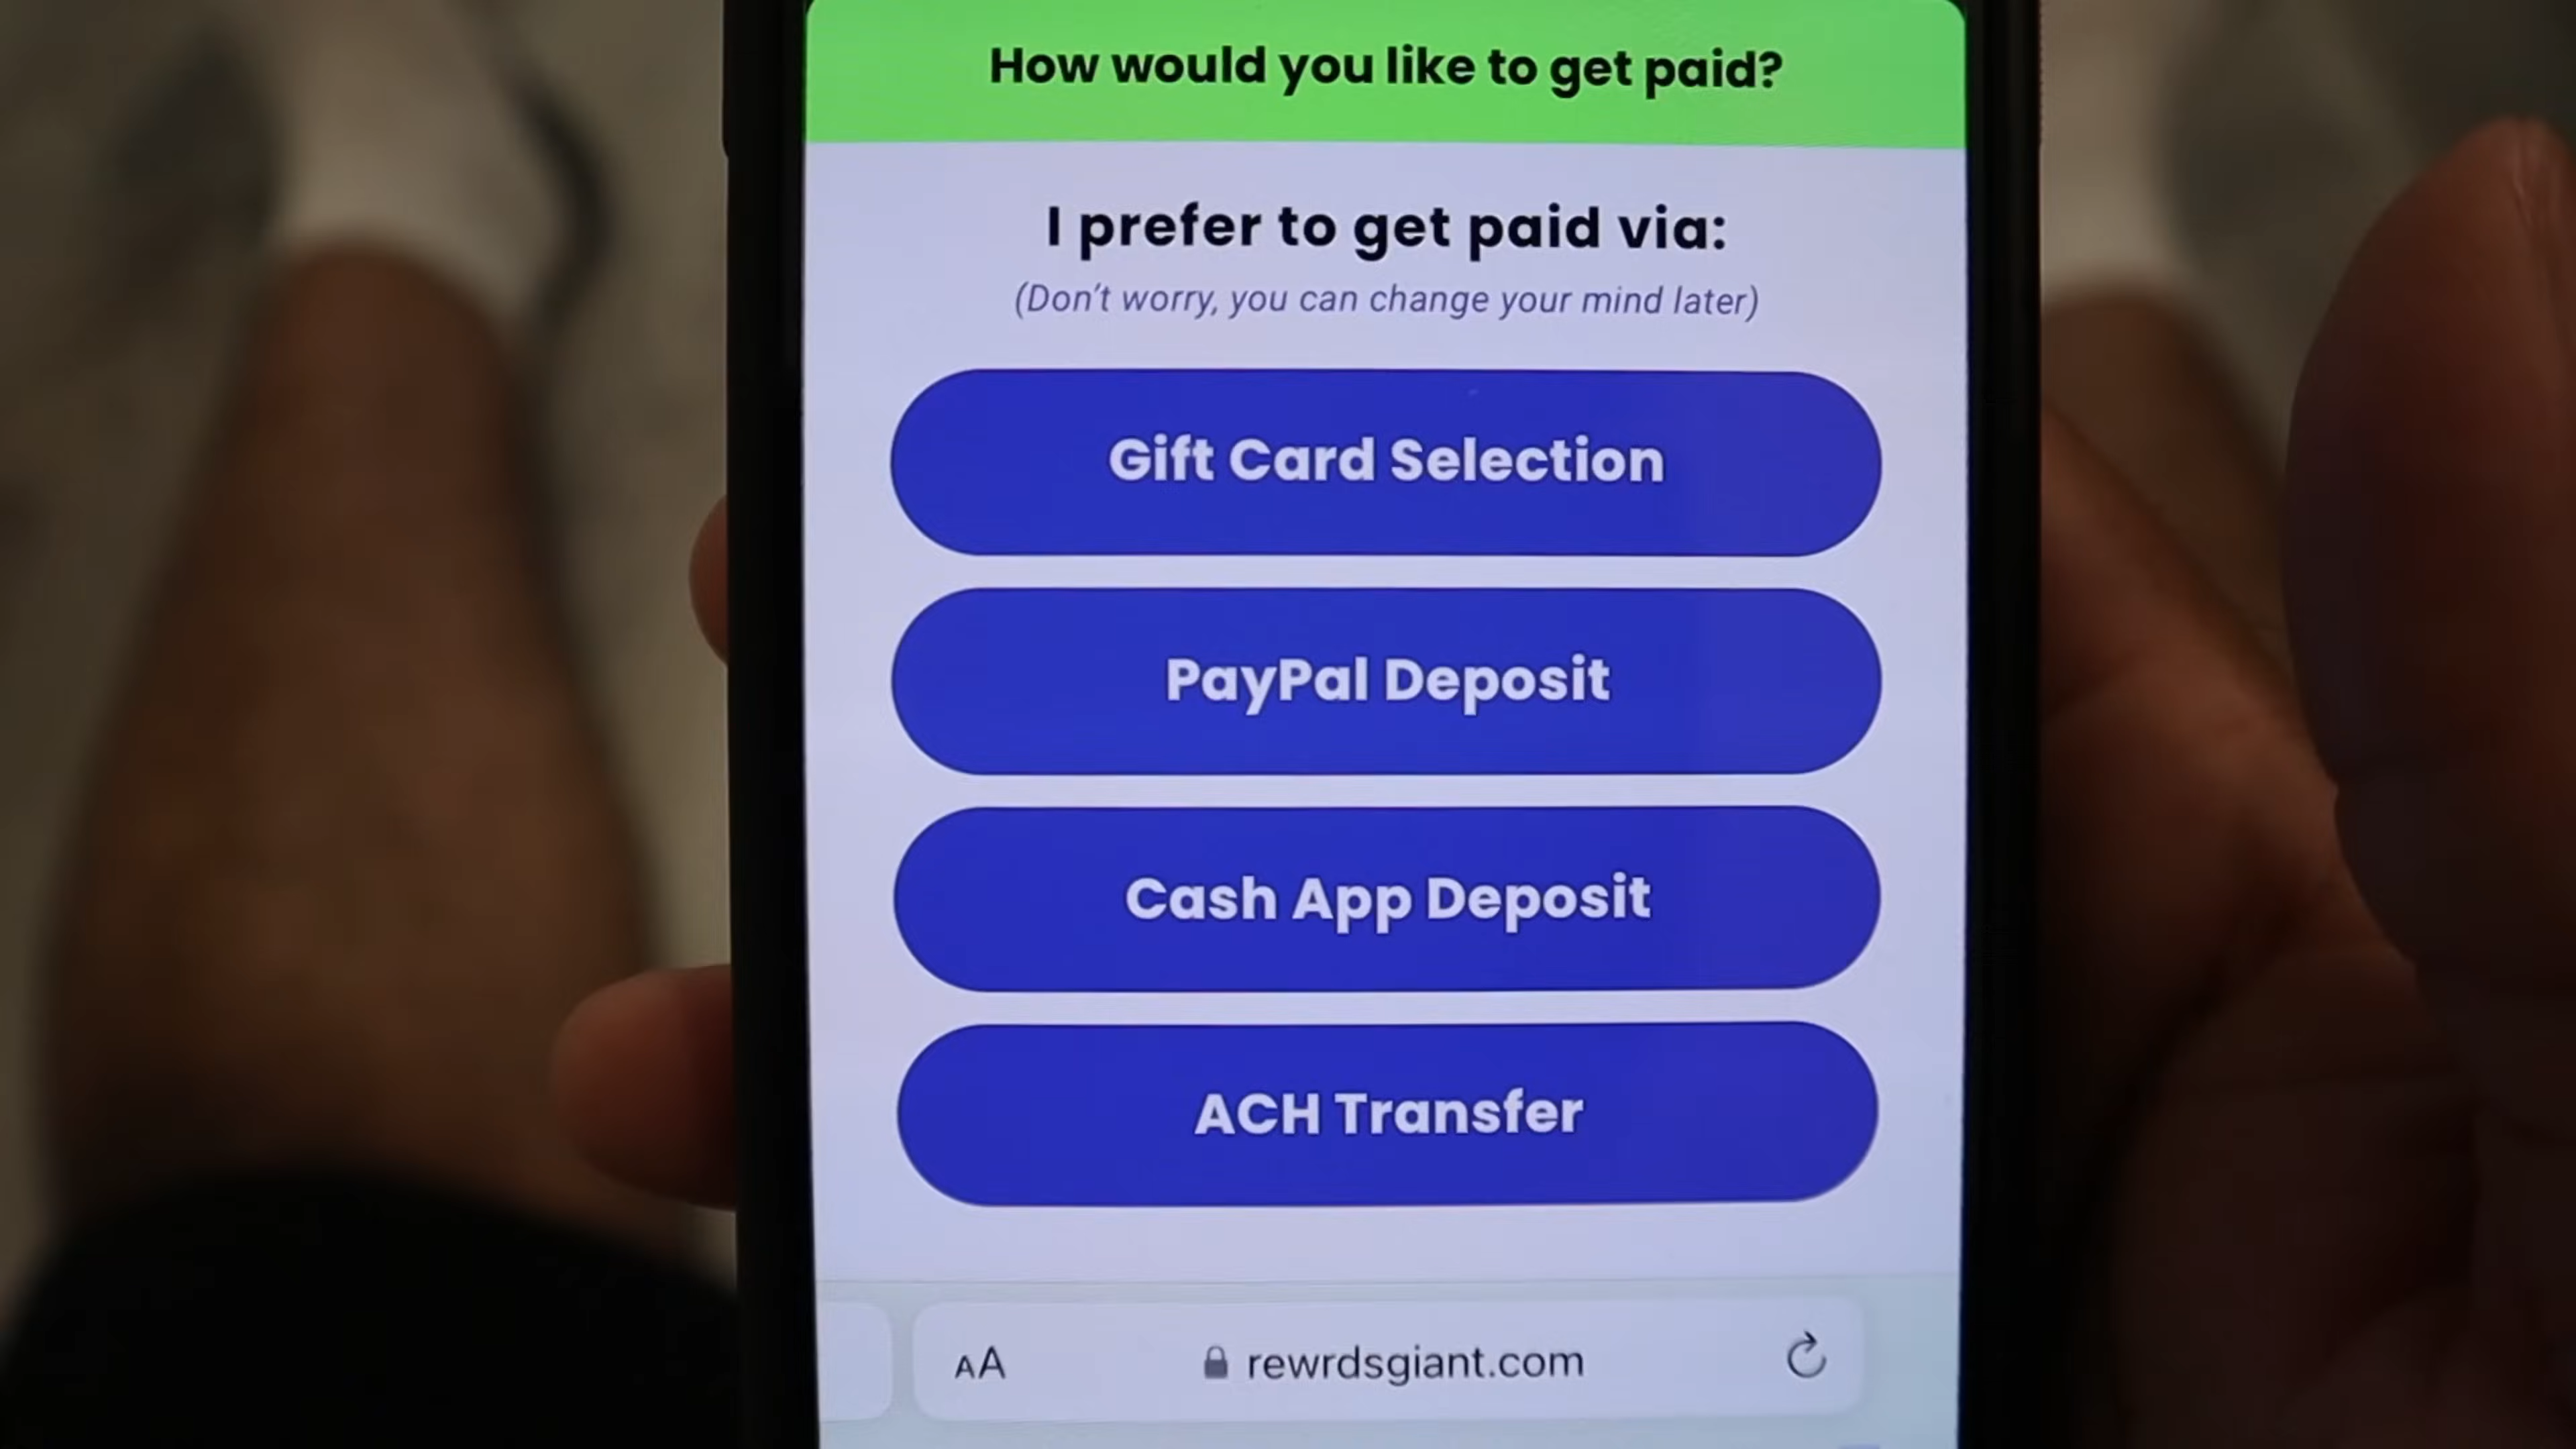 How would you like to get paid?
I prefer to get paid via:
(Don't worry, you can change your mind later)
Gift Card Selection
PayPal Deposit
Cash App Deposit
ACH Transfer
AA rewrdsgiant.com